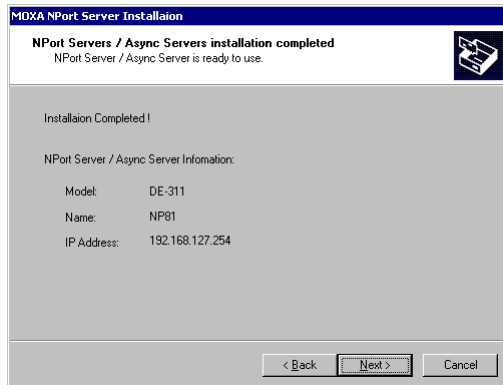 MOXA NPort Server Installaion
NPort Servers / Async Servers installation completed
NPort Server / Async Server is ready to use.
Installaion Completed !
NPort Server / Async Server Infomation:
Model: DE-311
Name: NP81
IP Address: 192.168.127.254
< Back Next > Cancel